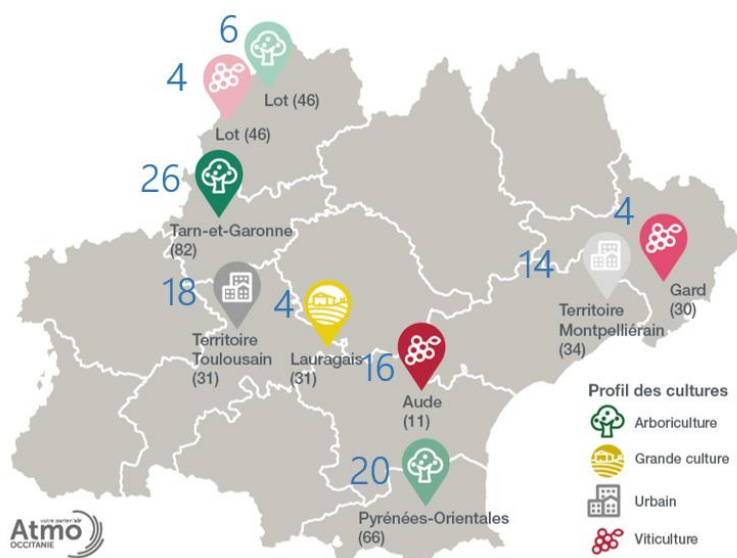 6
Lot (46)
4
Lot (46)
26
Tarn-et-Garonne
(82)
18
Territoire
Toulousain
(31)
4
Lauragais
(31)
16
Aude
(11)
14
Territoire
Montpelliérain
(34)
4
Gard
(30)
20
Pyrénées-Orientales
(66)
Profil des cultures
Arboriculture
Grande culture
Urbain
Viticulture
votre partenaire
Atmo
OCCITANIE